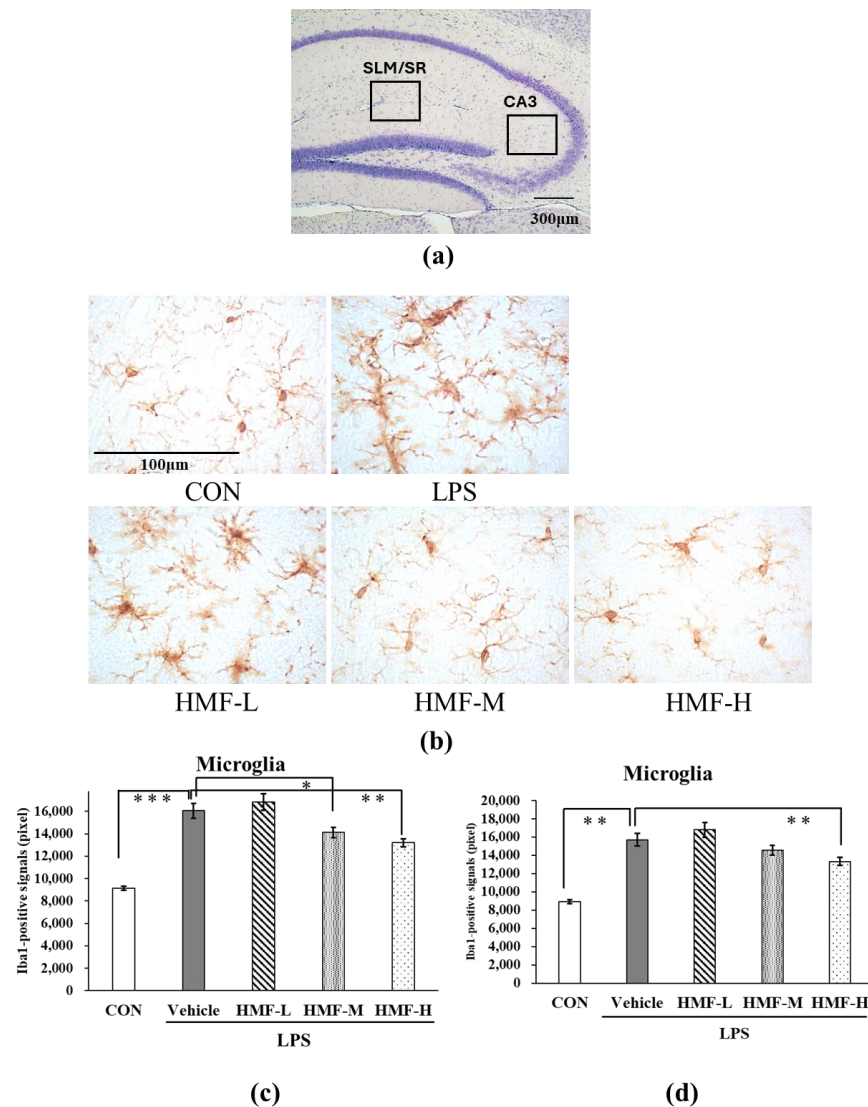 SLM/SR
CA3
300μm
(a)
100μm
CON
LPS
HMF-L
HMF-M
HMF-H
(b)
Microglia
***
*
**
Iba1-positive signals (pixel)
16,000
14,000
12,000
10,000
8,000
6,000
4,000
2,000
0
CON
Vehicle
HMF-L
HMF-M
HMF-H
LPS
(c)
Microglia
**
**
Iba1-positive signuals (pixel)
20,000
18,000
16,000
14,000
12,000
10,000
8,000
6,000
4,000
2,000
0
CON
Vehicle
HMF-L
HMF-M
HMF-H
LPS
(d)